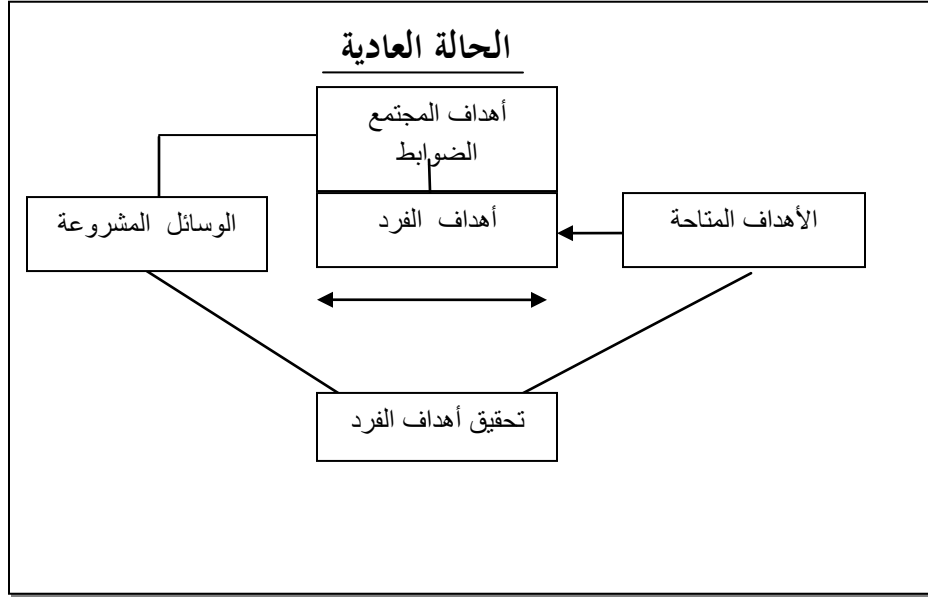 الحالة العادية
أهداف المجتمع
الضوابط
الأهداف المتاحة
أهداف الفرد
الوسائل المشروعة
تحقيق أهداف الفرد